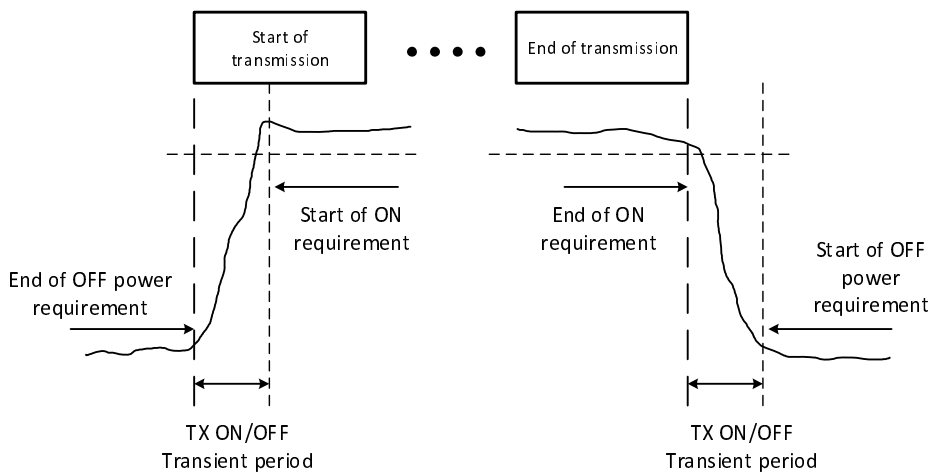 Start of
transmission
End of transmission
Start of ON
requirement
End of ON
requirement
End of OFF power
requirement
Start of OFF
power
requirement
TX ON/OFF
Transient period
TX ON/OFF
Transient period